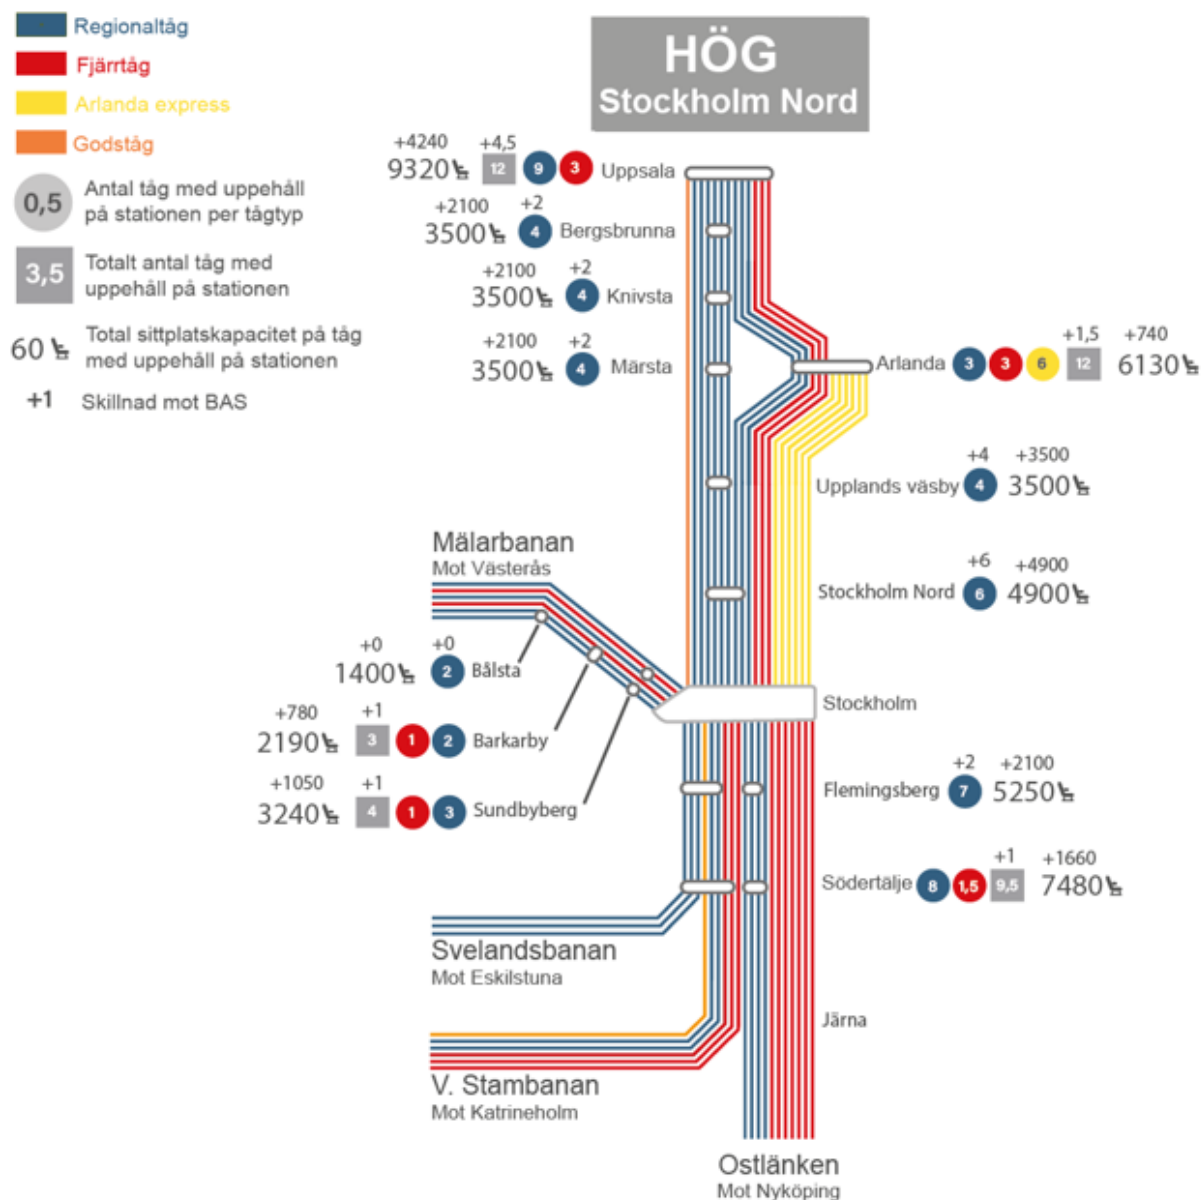 Regionaltåg
Fjärrtåg
Arlanda express
Godståg
0,5 Antal tåg med uppehåll
på stationen per tågtyp
3,5 Totalt antal tåg med
uppehåll på stationen
60 Total sittplatskapacitet på tåg
med uppehåll på stationen
+1 Skillnad mot BAS
HÖG
Stockholm Nord
+4240 +4,5
9320 12 9 3 Uppsala
+2100 +2
3500 4 Bergsbrunna
+2100 +2
3500 4 Knivsta
+2100 +2
3500 4 Märsta
+1,5 +740
Arlanda 3 3 6 12 6130
+4 +3500
Upplands väsby 4 3500
+6 +4900
Stockholm Nord 6 4900
Mälarbanan
Mot Västerås
+0 +0
1400 2 Bålsta
+780 +1
2190 3 1 2 Barkarby
+1050 +1
3240 4 1 3 Sundbyberg
Stockholm
+2 +2100
Flemingsberg 7 5250
+1 +1660
Södertälje 8 1,5 9,5 7480
Svelandsbanan
Mot Eskilstuna
Järna
V. Stambanan
Mot Katrineholm
Ostlänken
Mot Nyköping